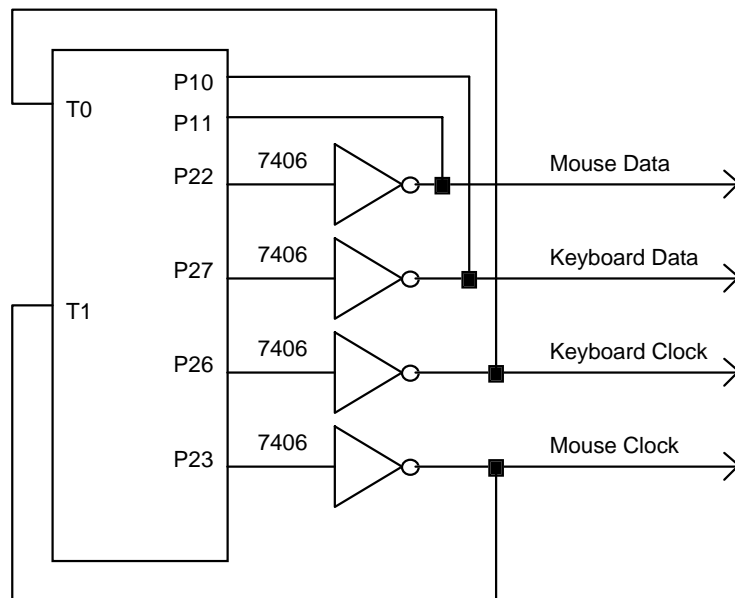 P10
T0
P11
7406
Mouse Data
P22
7406
Keyboard Data
P27
T1
7406
Keyboard Clock
P26
7406
Mouse Clock
P23